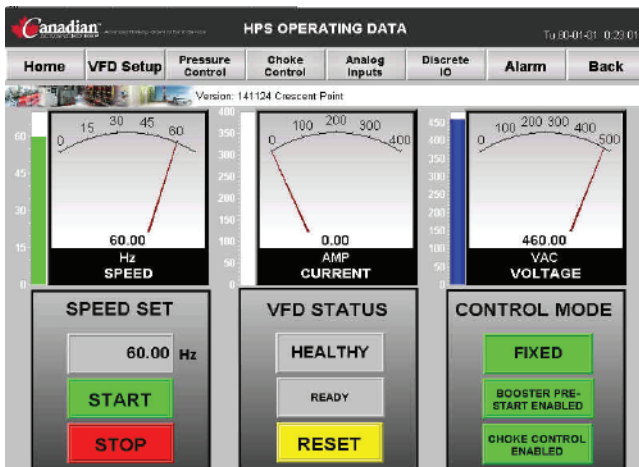 Canadian
HPS OPERATING DATA
Home
VFD Setup
Pressure
Control
Choke
Control
Analog
Inputs
Discrete
IO
Alarm
Back
Version: 141124 Crescent Point
60
45
30
15
0
0 15 30 45 60
60.00
Hz
SPEED
400
350
300
250
200
150
100
50
0
0 100 200 300 400
0.00
AMP
CURRENT
450
400
350
300
250
200
150
100
50
0
0 100 200 300 400 500
460.00
VAC
VOLTAGE
SPEED SET
60.00 Hz
START
STOP
VFD STATUS
HEALTHY
READY
RESET
CONTROL MODE
FIXED
BOOSTER PRE-
START ENABLED
CHOKE CONTROL
ENABLED